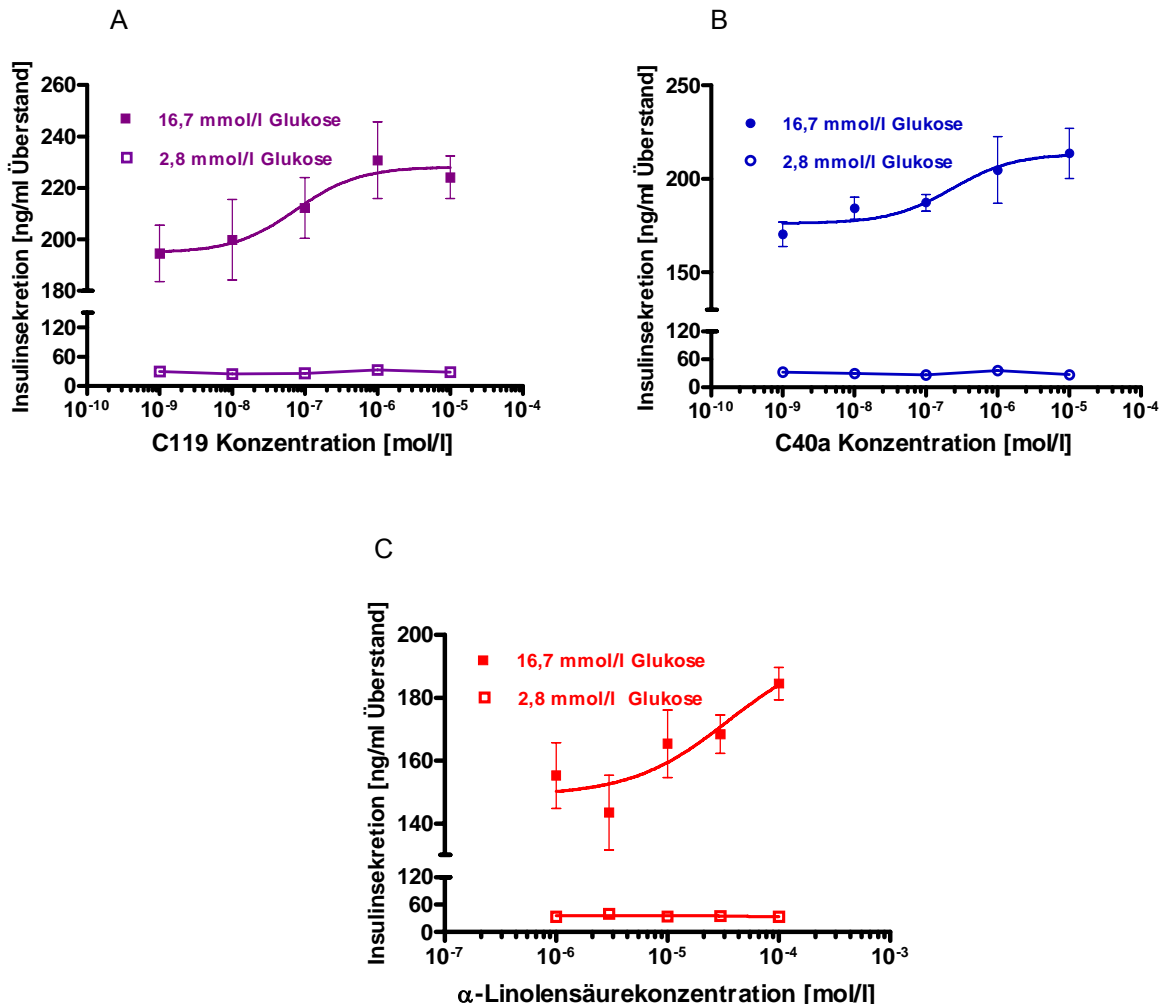 A
Insulinsekretion [ng/ml Überstand]
260
240
220
200
180
120
60
0
16,7 mmol/l Glukose
2,8 mmol/l Glukose
10-10
10-9
10-8
10-7
10-6
10-5
10-4
C119 Konzentration [mol/l]
B
Insulinsekretion [ng/ml Überstand]
250
200
150
120
60
0
16,7 mmol/l Glukose
2,8 mmol/l Glukose
10-10
10-9
10-8
10-7
10-6
10-5
10-4
C40a Konzentration [mol/l]
C
Insulinsekretion [ng/ml Überstand]
200
180
160
140
120
60
0
16,7 mmol/l Glukose
2,8 mmol/l Glukose
10-7
10-6
10-5
10-4
10-3
α-Linolensäurekonzentration [mol/l]